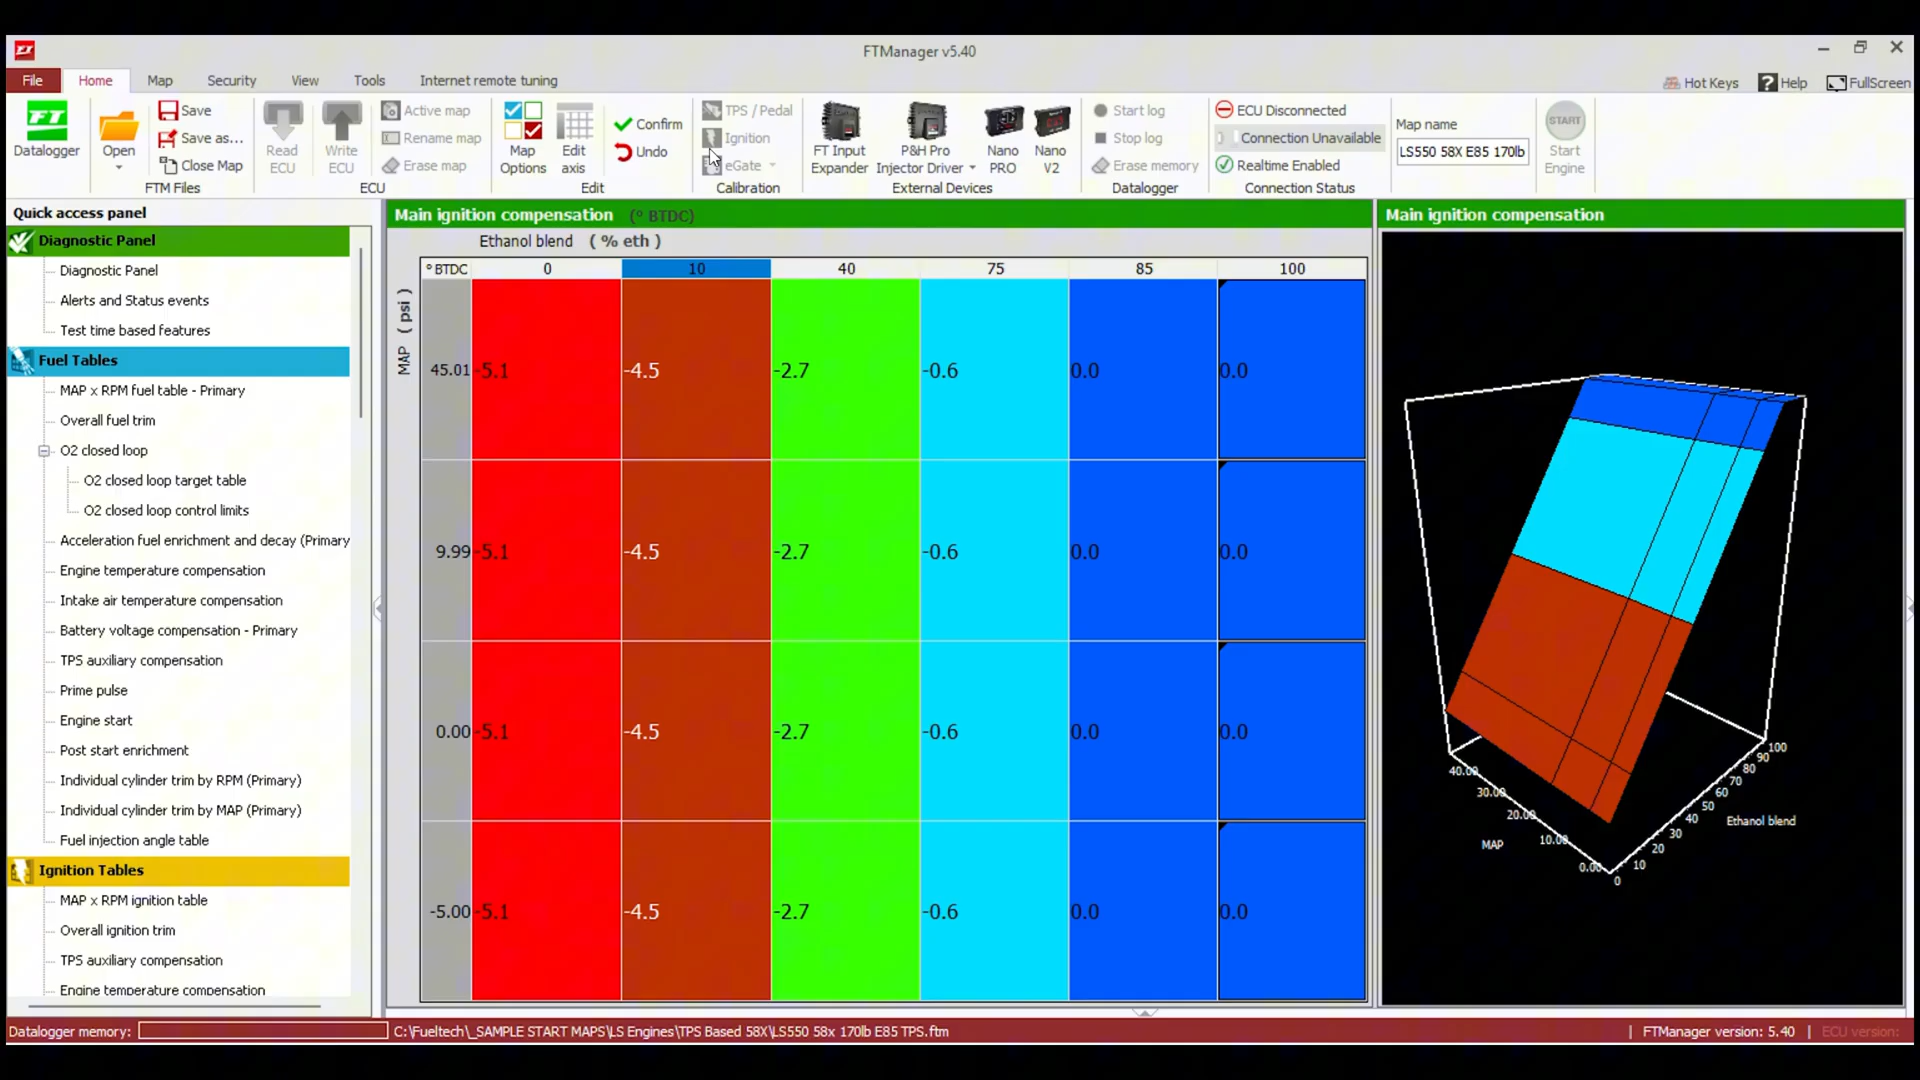 FTManager v5.40
File Home Map Security View Tools Internet remote tuning
Hot Keys ? Help FullScreen
FT
Datalogger
Open
Save
Save as...
Close Map
FTM Files
Read ECU
Write ECU
Active map
Rename map
Erase map
ECU
Map Options
Edit axis
Confirm
Undo
Edit
TPS / Pedal
Ignition
eGate
Calibration
FT Input Expander
P&H Pro Injector Driver
Nano PRO
Nano V2
External Devices
Start log
Stop log
Erase memory
Datalogger
ECU Disconnected
Connection Unavailable
Realtime Enabled
Connection Status
Map name
LS550 58X E85 170lb
START
Start Engine
Quick access panel
Diagnostic Panel
Diagnostic Panel
Alerts and Status events
Test time based features
Fuel Tables
MAP x RPM fuel table - Primary
Overall fuel trim
O2 closed loop
O2 closed loop target table
O2 closed loop control limits
Acceleration fuel enrichment and decay (Primary
Engine temperature compensation
Intake air temperature compensation
Battery voltage compensation - Primary
TPS auxiliary compensation
Prime pulse
Engine start
Post start enrichment
Individual cylinder trim by RPM (Primary)
Individual cylinder trim by MAP (Primary)
Fuel injection angle table
Ignition Tables
MAP x RPM ignition table
Overall ignition trim
TPS auxiliary compensation
Engine temperature compensation
Main ignition compensation (º BTDC)
Ethanol blend ( % eth )
MAP ( psi )
º BTDC 0 10 40 75 85 100
45.01 -5.1 -4.5 -2.7 -0.6 0.0 0.0
9.99 -5.1 -4.5 -2.7 -0.6 0.0 0.0
0.00 -5.1 -4.5 -2.7 -0.6 0.0 0.0
-5.00 -5.1 -4.5 -2.7 -0.6 0.0 0.0
Main ignition compensation
40.00
30.00
20.00
10.00
0.00
MAP
0
10
20
30
40
50
60
70
80
90
100
Ethanol blend
Datalogger memory:
C:\Fueltech\_SAMPLE START MAPS\LS Engines\TPS Based 58X\LS550 58x 170lb E85 TPS.ftm
| FTManager version: 5.40 | ECU version: